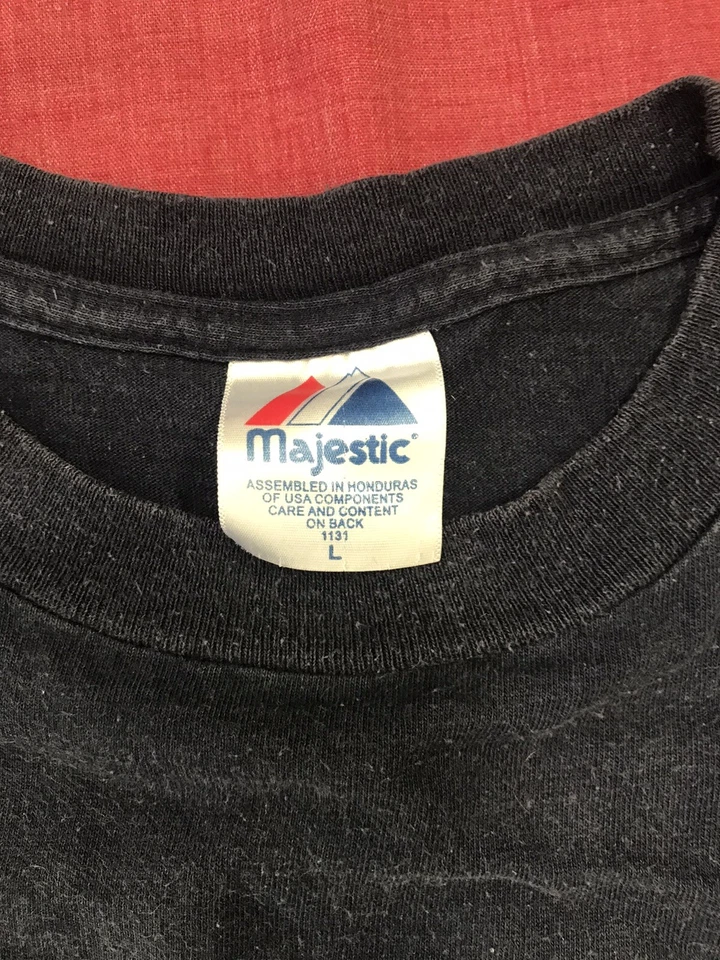 Majestic®
ASSEMBLED IN HONDURAS
OF USA COMPONENTS
CARE AND CONTENT
ON BACK
1131
L